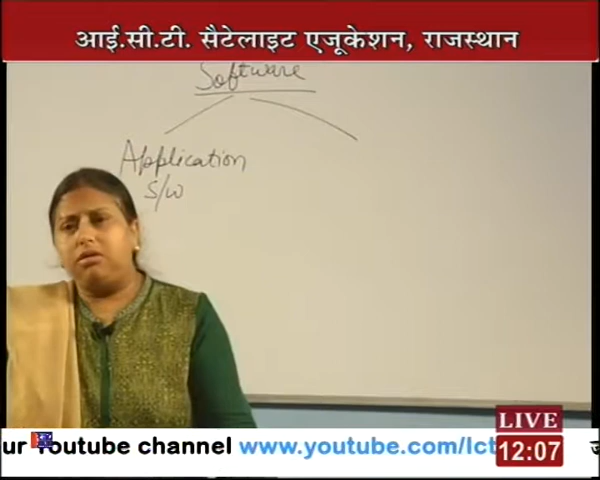 आई.सी.टी. सैटेलाइट एजूकेशन, राजस्थान
Software
Application
S/W
LIVE
ur Youtube channel www.youtube.com/Ict
12:07